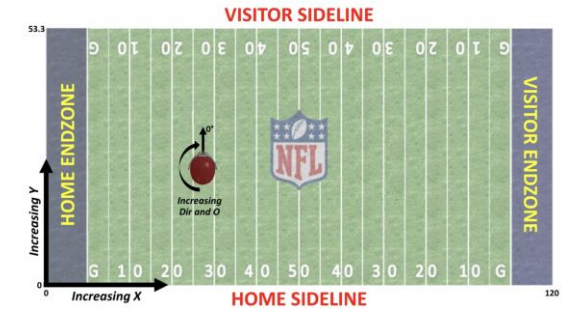 VISITOR SIDELINE
53.3
G 10 20 30 40 50 40 30 20 10 G
HOME ENDZONE
VISITOR ENDZONE
0°
NFL
Increasing
Dir and O
Increasing Y
G 10 20 30 40 50 40 30 20 10 G
0
0
Increasing X
HOME SIDELINE
120